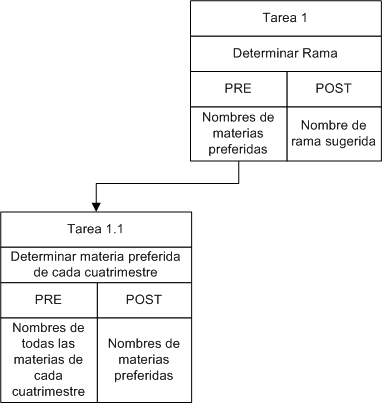 Tarea 1
Determinar Rama
PRE
POST
Nombres de
materias
preferidas
Nombre de
rama sugerida
Tarea 1.1
Determinar materia preferida
de cada cuatrimestre
PRE
POST
Nombres de
todas las
materias de
cada
cuatrimestre
Nombres de
materias
preferidas